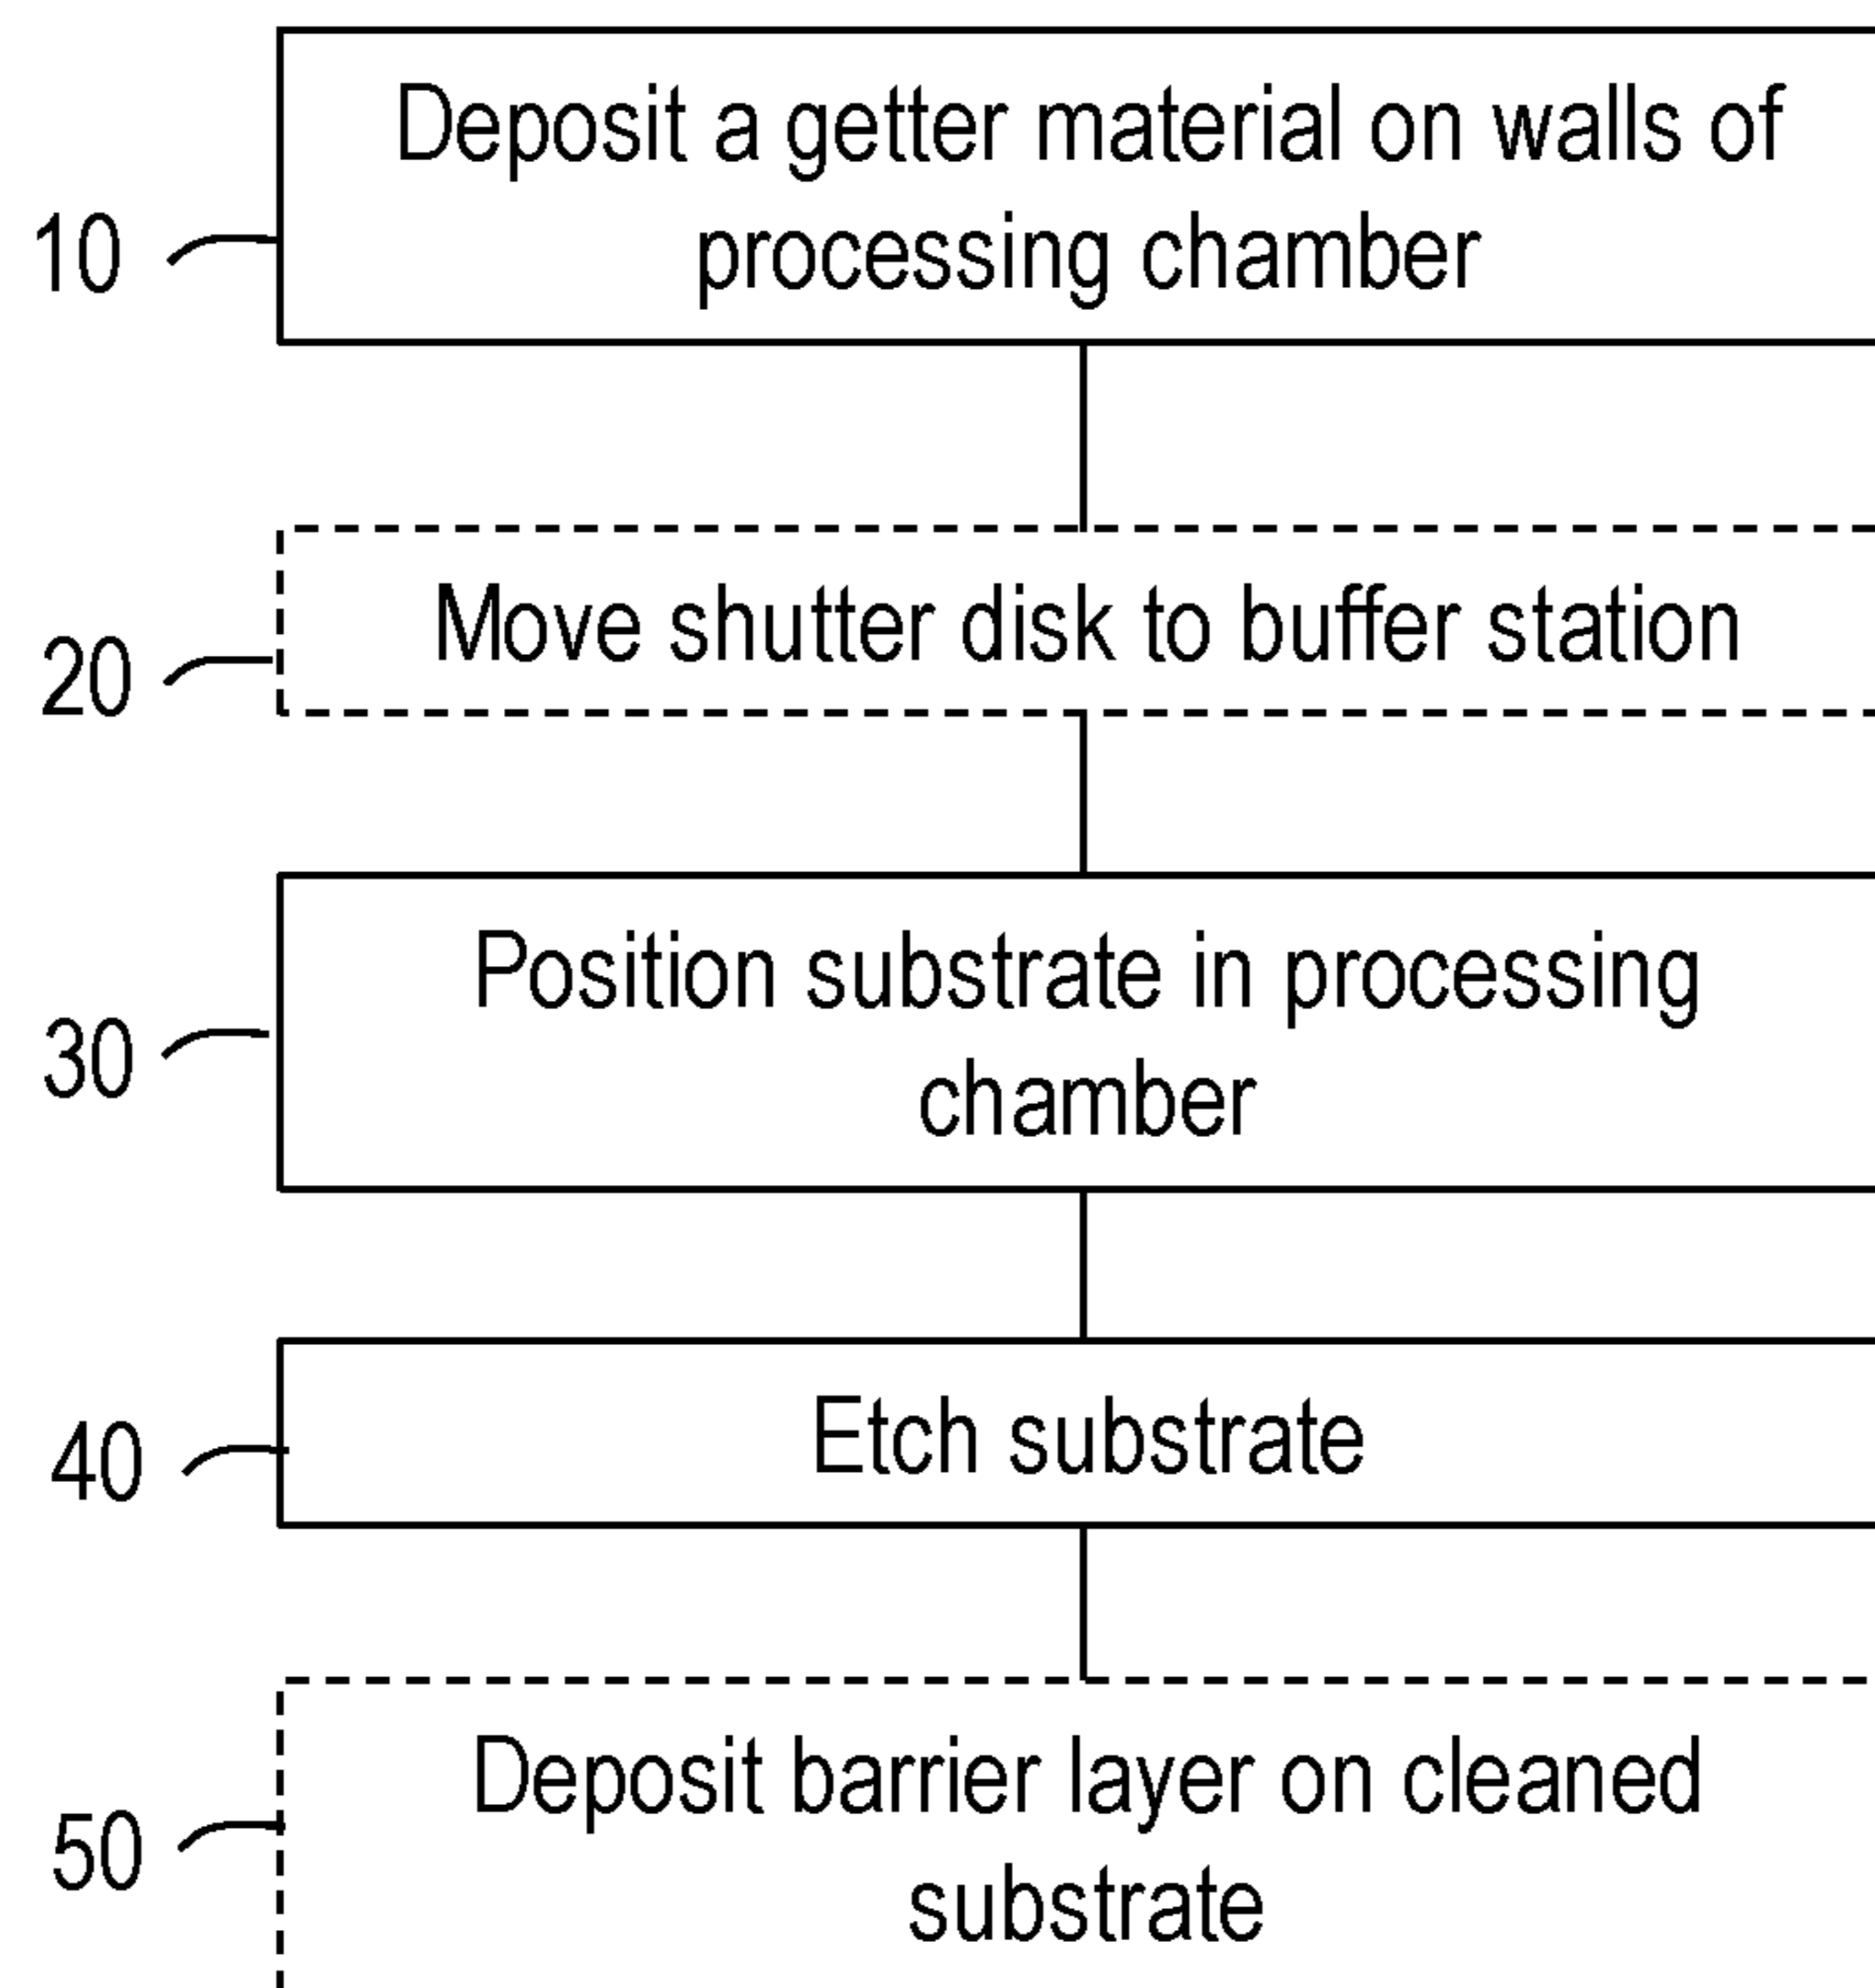 Deposit a getter material on walls of
processing chamber
10
Move shutter disk to buffer station
20
Position substrate in processing
chamber
30
Etch substrate
40
Deposit barrier layer on cleaned
substrate
50